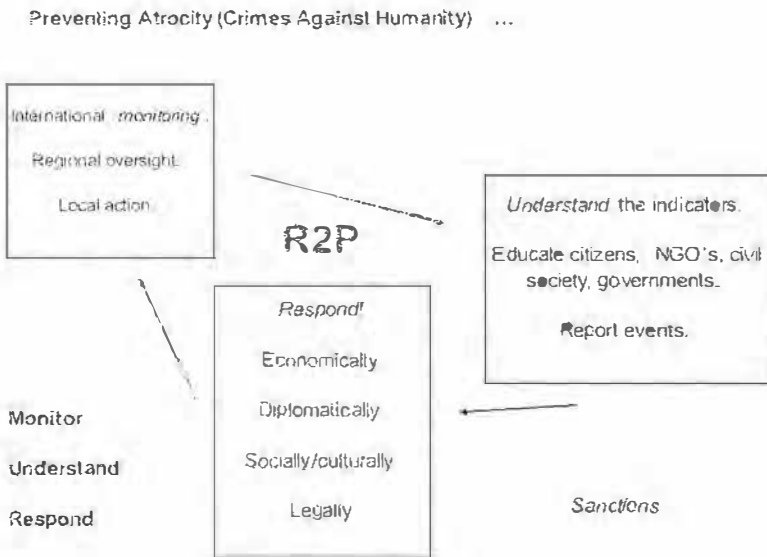 Preventing Atrocity (Crimes Against Humanity) ...
International monitoring.
Regional oversight.
Local action.
R2P
Understand the indicators.
Educate citizens, NGO's, civil
society, governments.
Report events.
Respond!
Economically
Diplomatically
Socially/culturally
Legally
Monitor
Understand
Respond
Sanctions